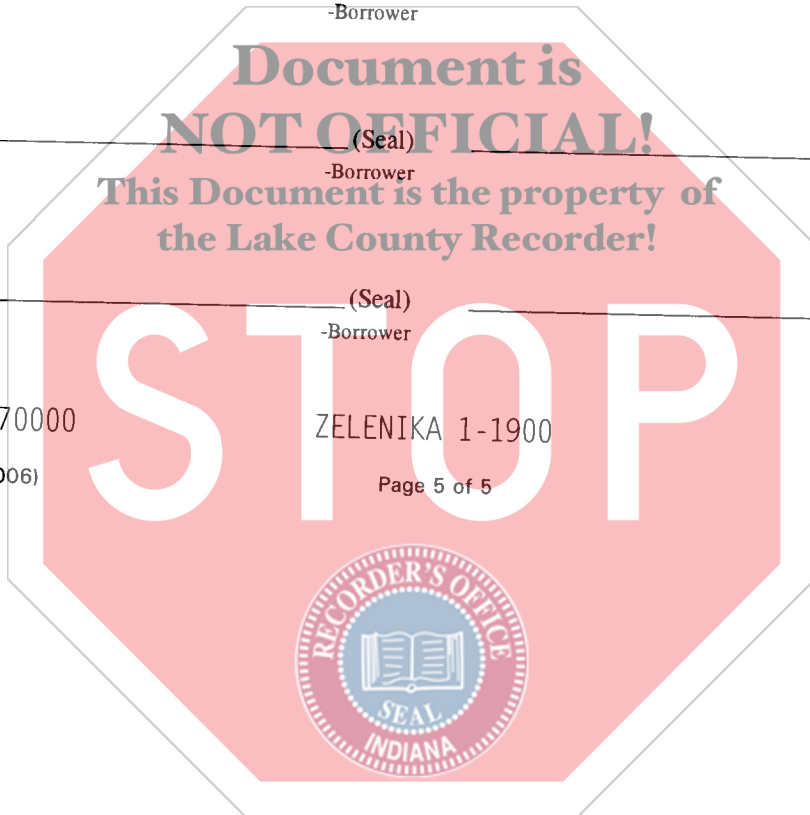 -Borrower
Document is
NOT OFFICIAL!
(Seal)
-Borrower
This Document is the property of
the Lake County Recorder!
(Seal)
-Borrower
STOP
70000
ZELENIKA 1-1900
006)
Page 5 of 5
RECORDER'S OFFICE
SEAL
INDIANA